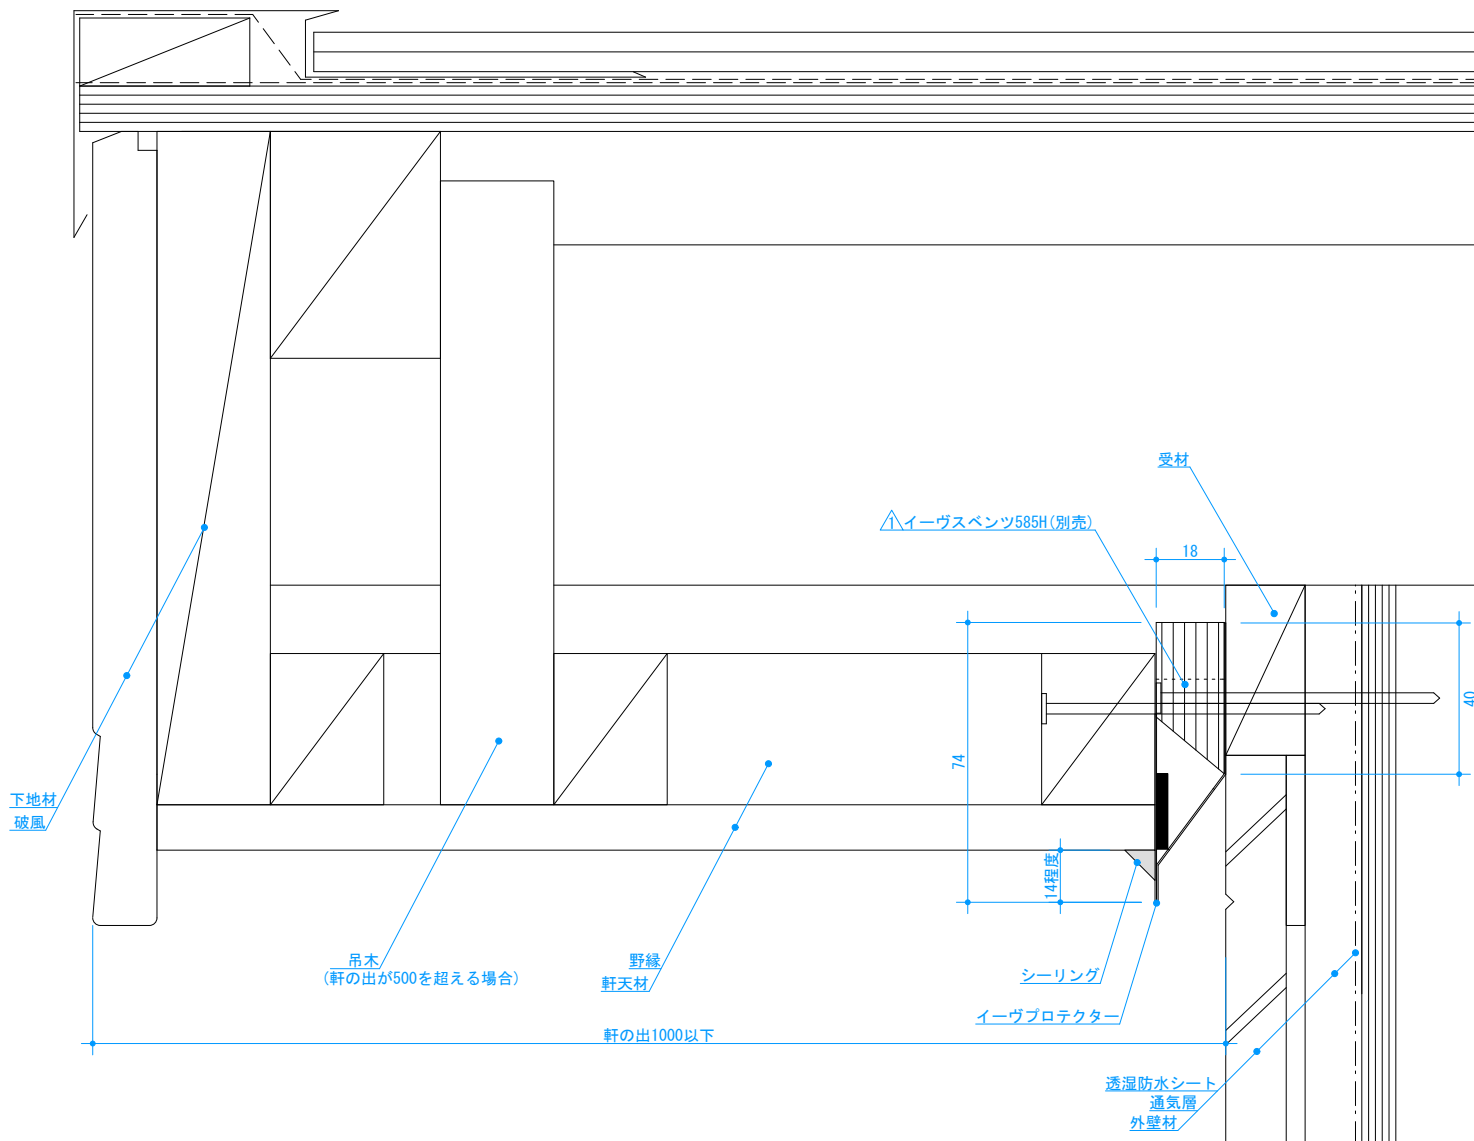 受材
1 イーヴスベンツ585H(別売)
18
74
40
14程度
下地材
破風
吊木
(軒の出が500を超える場合)
野縁
軒天材
シーリング
イーヴプロテクター
軒の出1000以下
透湿防水シート
通気層
外壁材